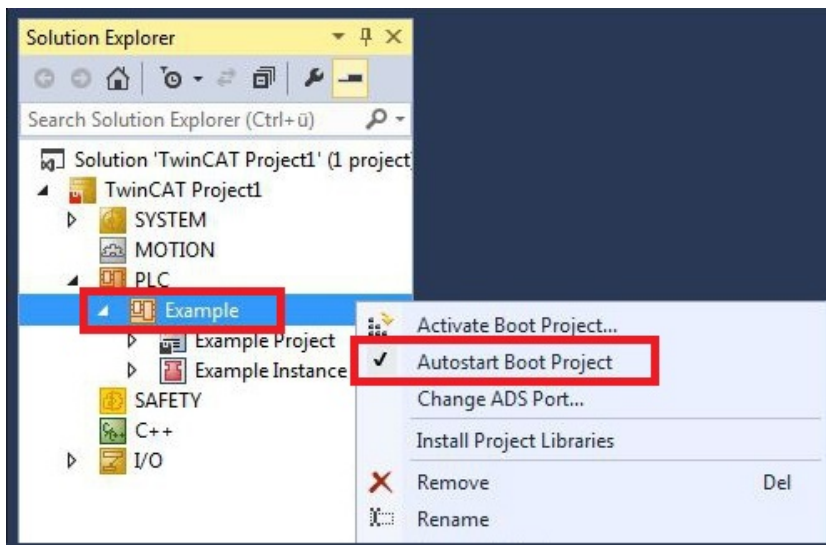 Solution Explorer
Search Solution Explorer (Ctrl+ü)
Solution 'TwinCAT Project1' (1 project
TwinCAT Project1
SYSTEM
MOTION
PLC
Example
Example Project
Example Instance
SAFETY
C++
I/O
Activate Boot Project...
Autostart Boot Project
Change ADS Port...
Install Project Libraries
Remove Del
Rename